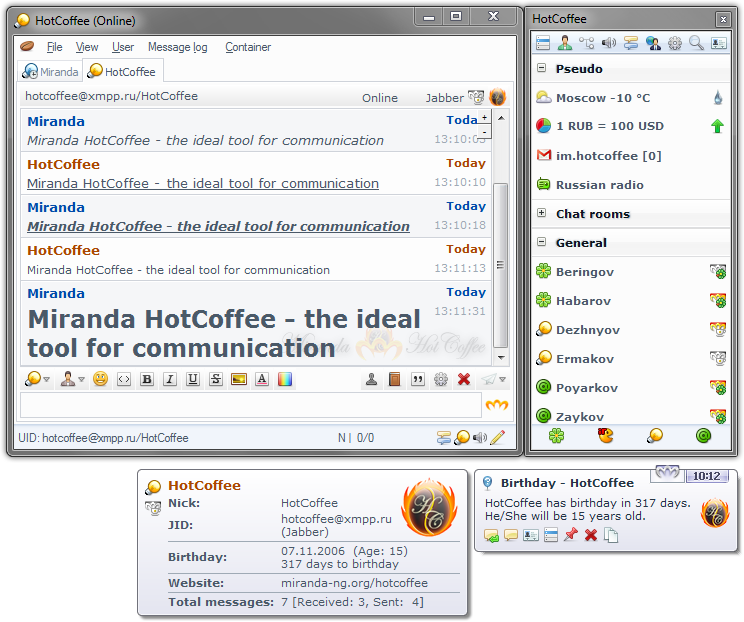 HotCoffee (Online)
File View User Message log Container
Miranda HotCoffee
hotcoffee@xmpp.ru/HotCoffee Online Jabber
Miranda Toda
Miranda HotCoffee - the ideal tool for communication 13:10:05
HotCoffee Today
Miranda HotCoffee - the ideal tool for communication 13:10:10
Miranda Today
Miranda HotCoffee - the ideal tool for communication 13:10:18
HotCoffee Today
Miranda HotCoffee - the ideal tool for communication 13:11:13
Miranda Today
Miranda HotCoffee - the ideal 13:11:31
tool for communication
Miranda HotCoffee
B I U S A
UID: hotcoffee@xmpp.ru/HotCoffee N | 0/0
HotCoffee
Pseudo
Moscow -10 °C
1 RUB = 100 USD
im.hotcoffee [0]
Russian radio
Chat rooms
General
Beringov
Habarov
Dezhnyov
Ermakov
Poyarkov
Zaykov
HotCoffee
Nick: HotCoffee
JID: hotcoffee@xmpp.ru
(Jabber)
Birthday: 07.11.2006 (Age: 15)
317 days to birthday
Website: miranda-ng.org/hotcoffee
Total messages: 7 [Received: 3, Sent: 4]
HC
Birthday - HotCoffee 10:12
HotCoffee has birthday in 317 days.
He/She will be 15 years old.
HC